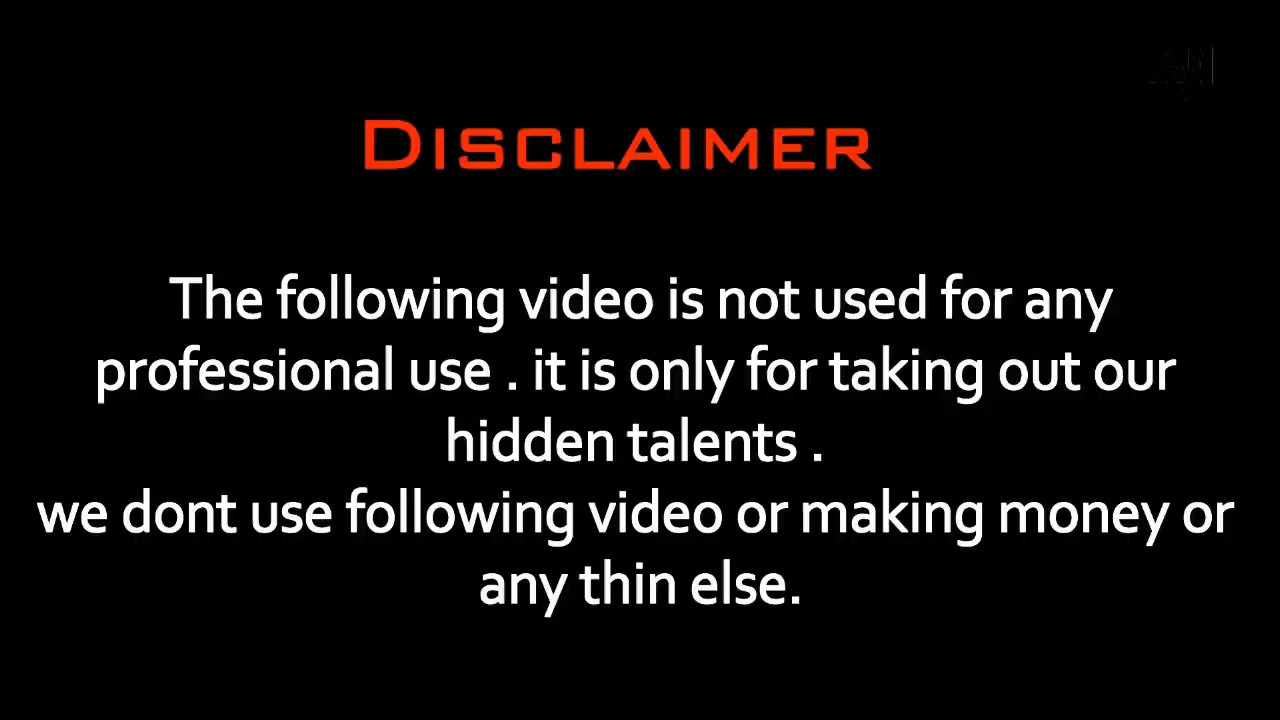 DISCLAIMER
The following video is not used for any
professional use . it is only for taking out our
hidden talents .
we dont use following video or making money or
any thin else.